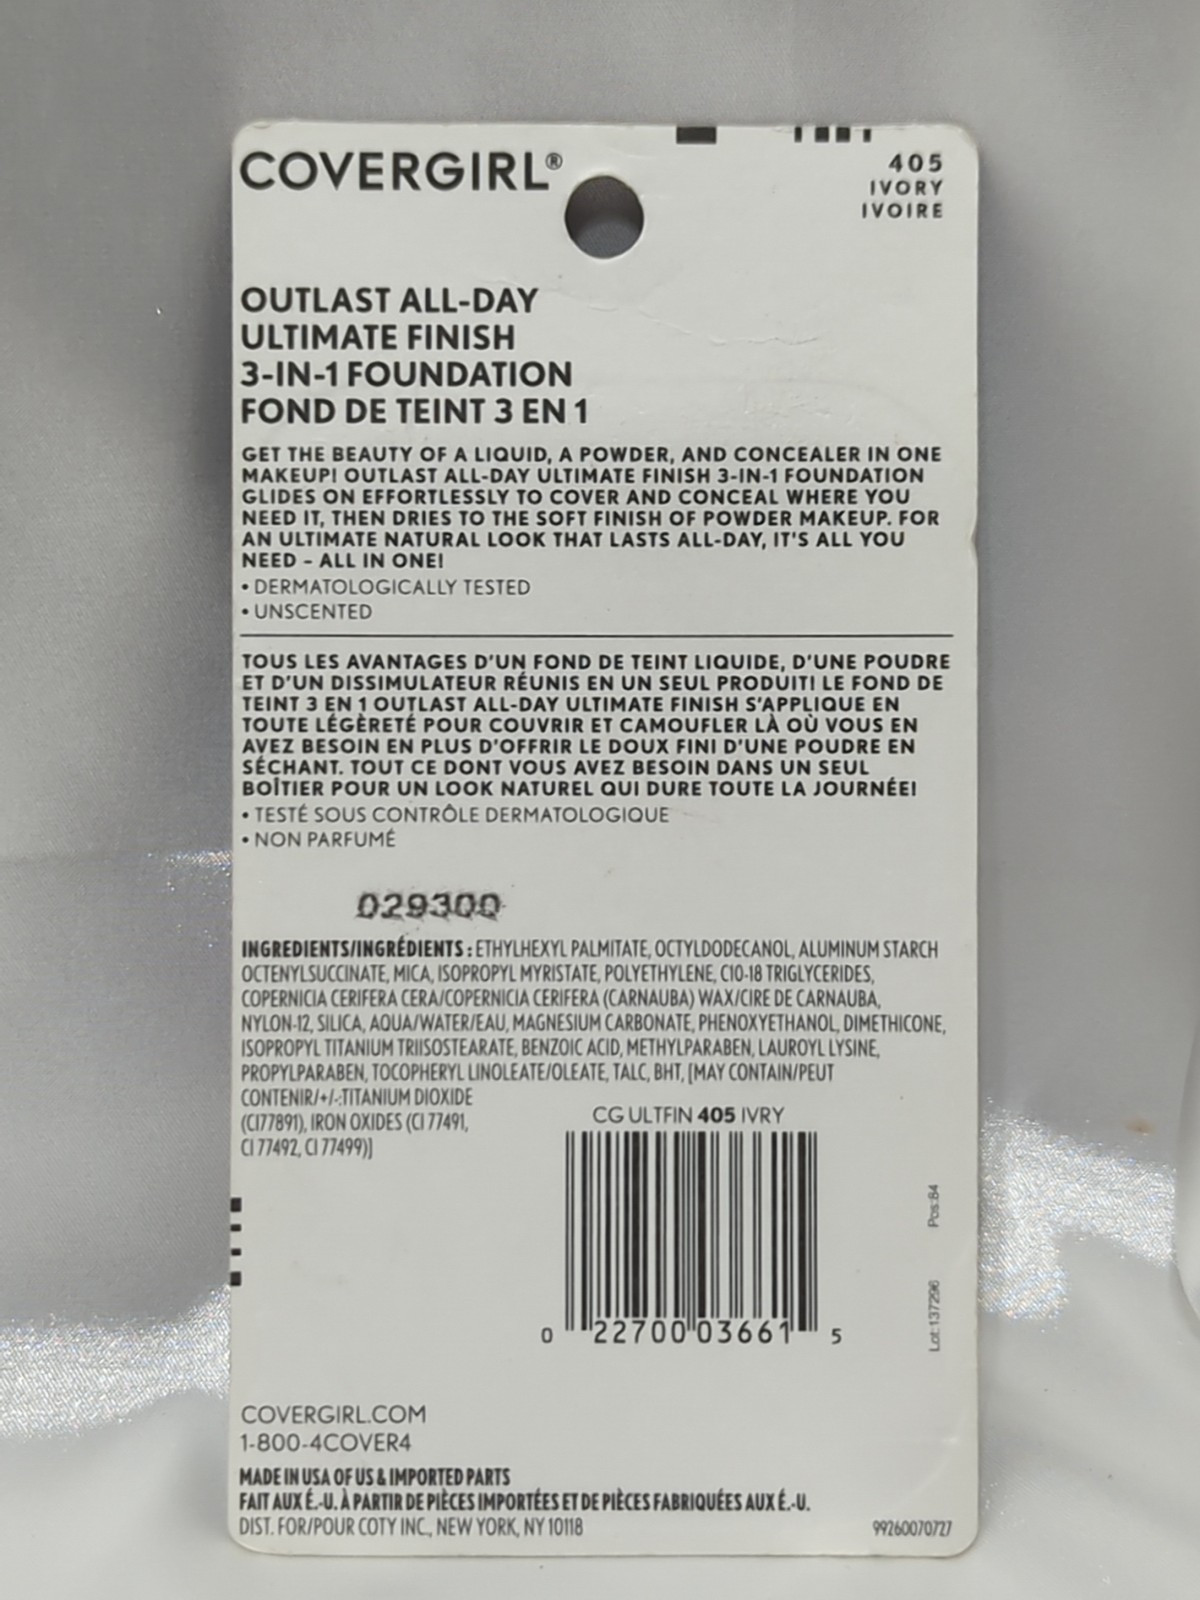 COVERGIRL®
405
IVORY
IVOIRE
OUTLAST ALL-DAY
ULTIMATE FINISH
3-IN-1 FOUNDATION
FOND DE TEINT 3 EN 1
GET THE BEAUTY OF A LIQUID, A POWDER, AND CONCEALER IN ONE
MAKEUP! OUTLAST ALL-DAY ULTIMATE FINISH 3-IN-1 FOUNDATION
GLIDES ON EFFORTLESSLY TO COVER AND CONCEAL WHERE YOU
NEED IT, THEN DRIES TO THE SOFT FINISH OF POWDER MAKEUP. FOR
AN ULTIMATE NATURAL LOOK THAT LASTS ALL-DAY, IT'S ALL YOU
NEED – ALL IN ONE!
• DERMATOLOGICALLY TESTED
• UNSCENTED
TOUS LES AVANTAGES D'UN FOND DE TEINT LIQUIDE, D'UNE POUDRE
ET D'UN DISSIMULATEUR RÉUNIS EN UN SEUL PRODUIT! LE FOND DE
TEINT 3 EN 1 OUTLAST ALL-DAY ULTIMATE FINISH S'APPLIQUE EN
TOUTE LÉGÈRETÉ POUR COUVRIR ET CAMOUFLER LÀ OÙ VOUS EN
AVEZ BESOIN EN PLUS D'OFFRIR LE DOUX FINI D'UNE POUDRE EN
SÉCHANT. TOUT CE DONT VOUS AVEZ BESOIN DANS UN SEUL
BOÎTIER POUR UN LOOK NATUREL QUI DURE TOUTE LA JOURNÉE!
• TESTÉ SOUS CONTRÔLE DERMATOLOGIQUE
• NON PARFUMÉ
029300
INGREDIENTS/INGRÉDIENTS : ETHYLHEXYL PALMITATE, OCTYLDODECANOL, ALUMINUM STARCH
OCTENYLSUCCINATE, MICA, ISOPROPYL MYRISTATE, POLYETHYLENE, C10-18 TRIGLYCERIDES,
COPERNICIA CERIFERA CERA/COPERNICIA CERIFERA (CARNAUBA) WAX/CIRE DE CARNAUBA,
NYLON-12, SILICA, AQUA/WATER/EAU, MAGNESIUM CARBONATE, PHENOXYETHANOL, DIMETHICONE,
ISOPROPYL TITANIUM TRIISOSTEARATE, BENZOIC ACID, METHYLPARABEN, LAUROYL LYSINE,
PROPYLPARABEN, TOCOPHERYL LINOLEATE/OLEATE, TALC, BHT, [MAY CONTAIN/PEUT
CONTENIR/+/-:TITANIUM DIOXIDE
(CI77891), IRON OXIDES (CI 77491,
CI 77492, CI 77499)]
CG ULTFIN 405 IVRY
0 22700 03661 5
Pos:84
Lot:137296
COVERGIRL.COM
1-800-4COVER4
MADE IN USA OF US & IMPORTED PARTS
FAIT AUX É.-U. À PARTIR DE PIÈCES IMPORTÉES ET DE PIÈCES FABRIQUÉES AUX É.-U.
DIST. FOR/POUR COTY INC., NEW YORK, NY 10118
99260070727